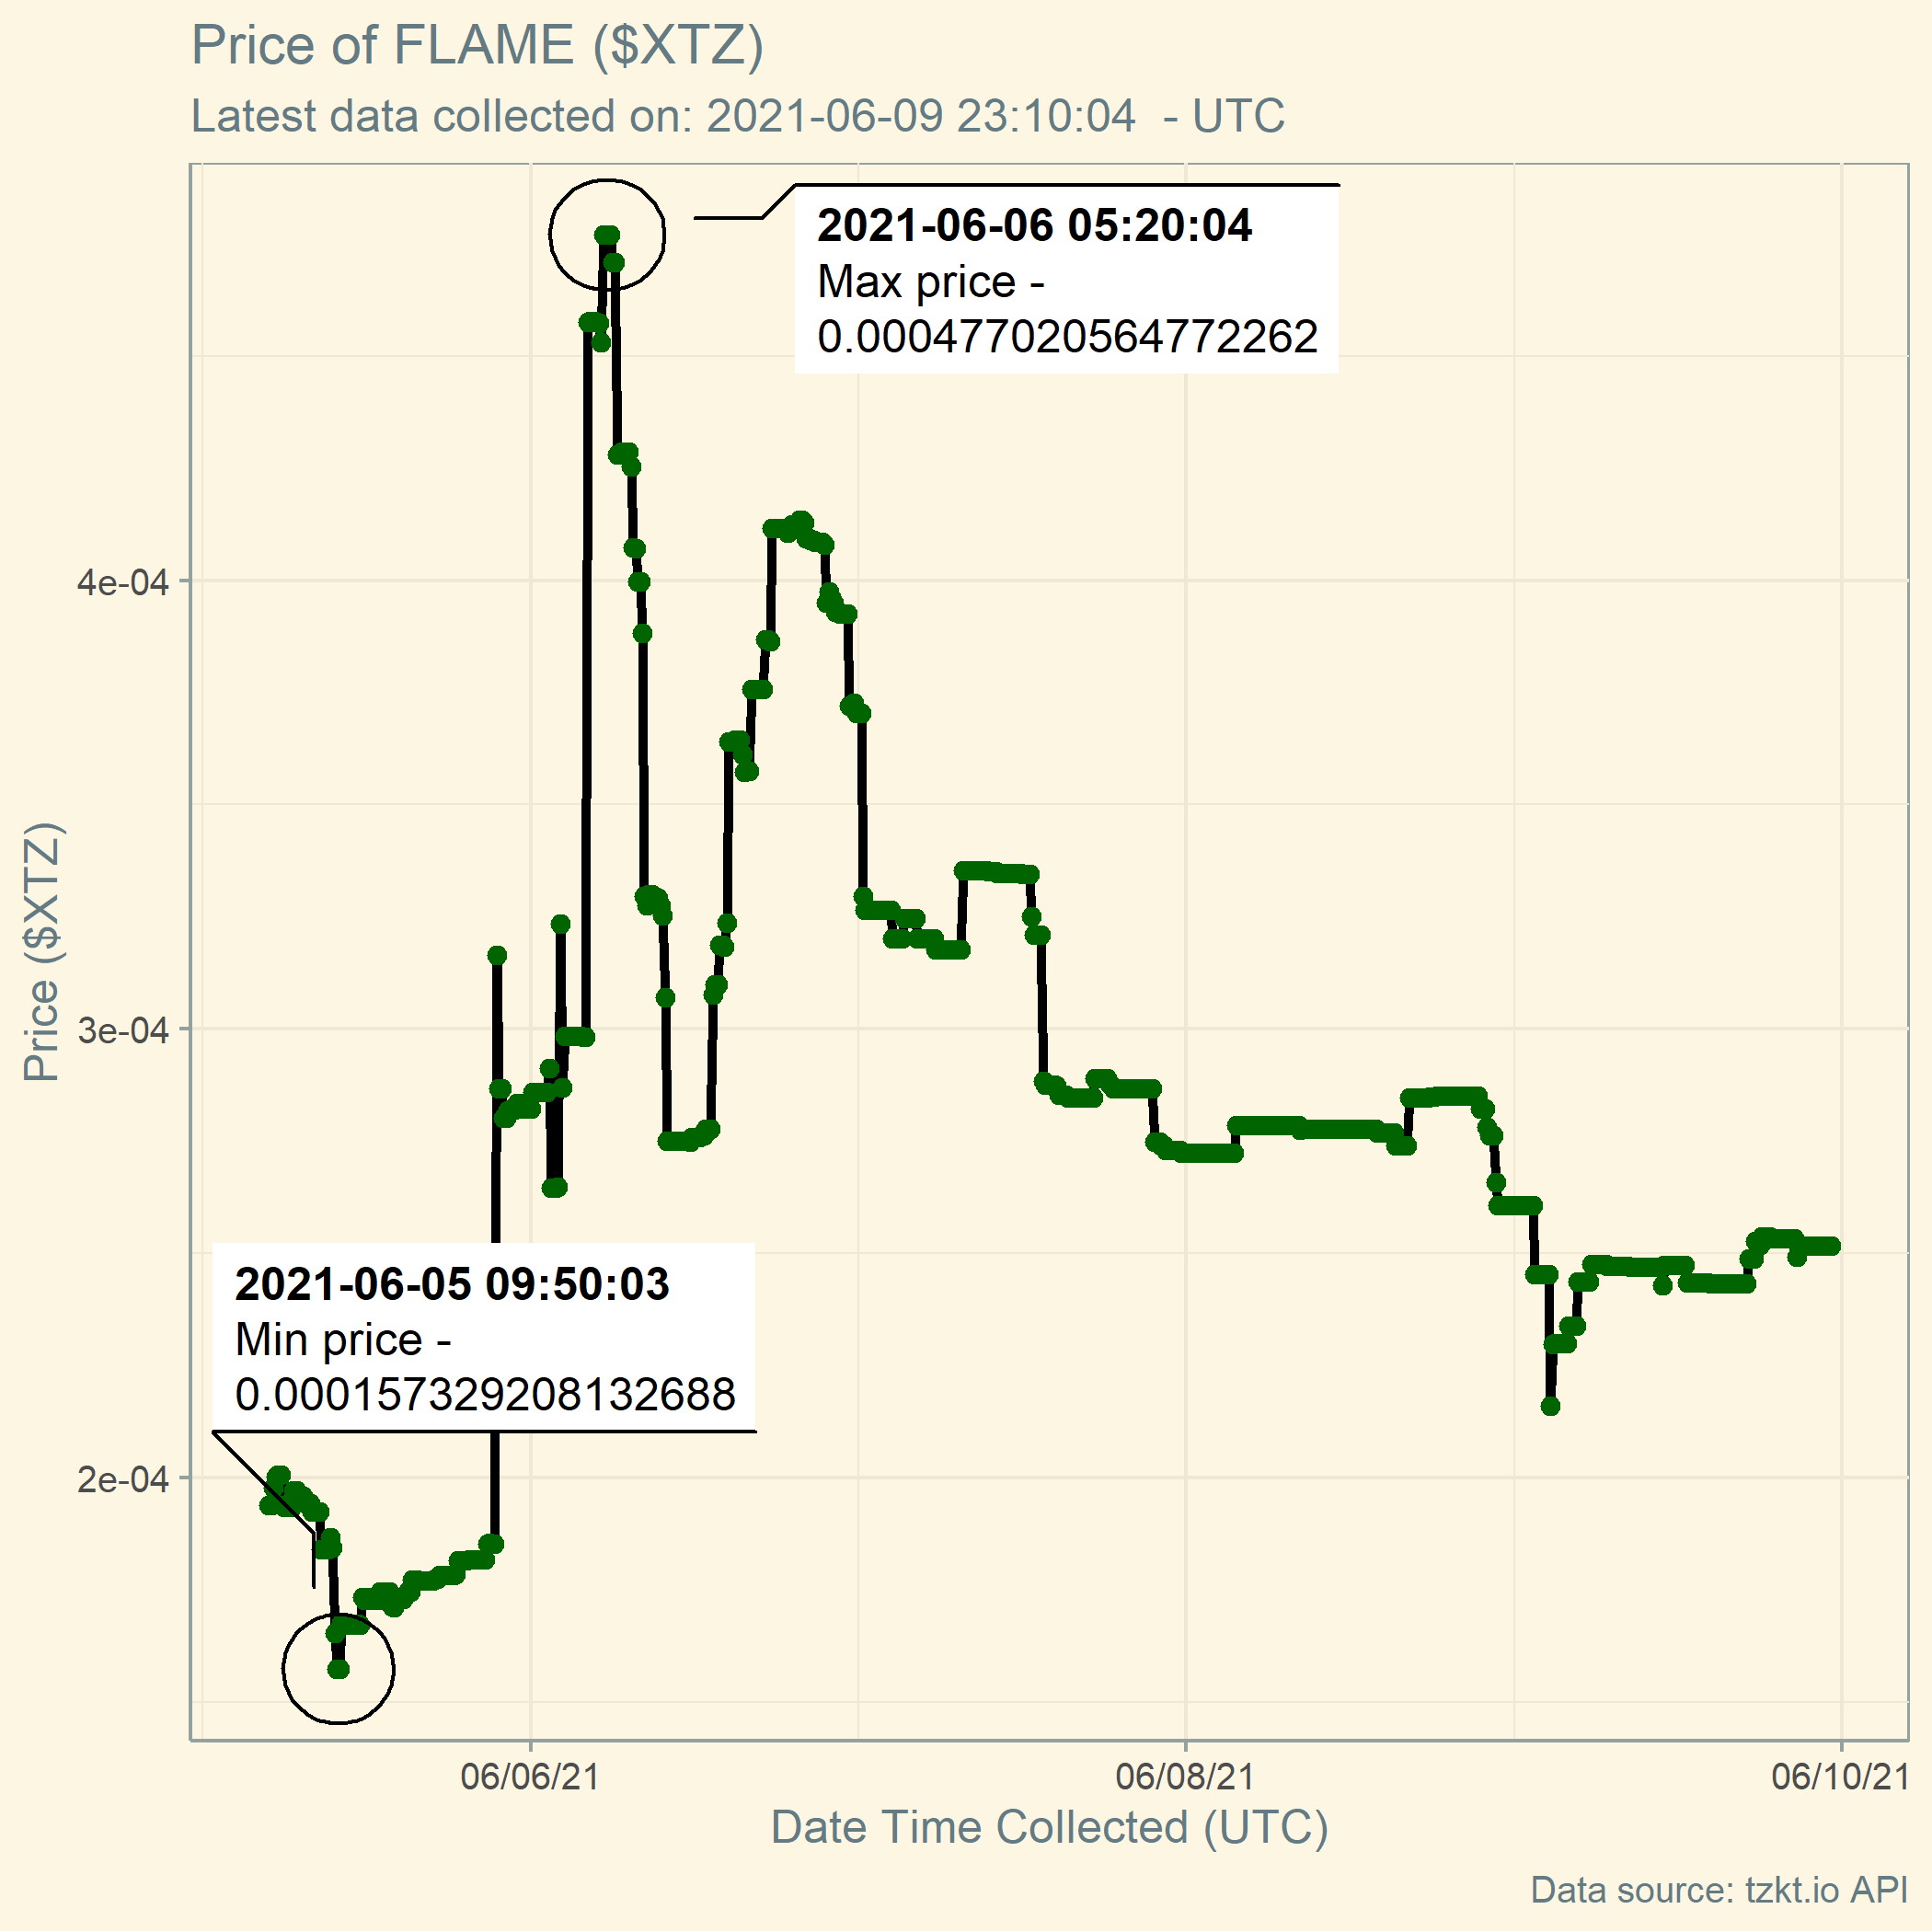 Price of FLAME ($XTZ)
Latest data collected on: 2021-06-09 23:10:04  - UTC
2021-06-06 05:20:04
Max price -
0.000477020564772262
4e-04
3e-04
2e-04
Price ($XTZ)
2021-06-05 09:50:03
Min price -
0.000157329208132688
06/06/21
06/08/21
06/10/21
Date Time Collected (UTC)
Data source: tzkt.io API